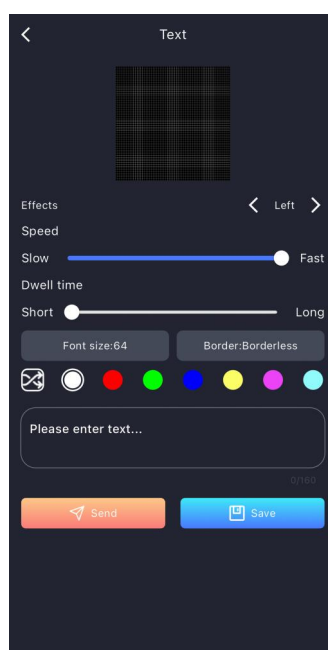 Text
Effects
Left
Speed
Slow
Fast
Dwell time
Short
Long
Font size:64
Border:Borderless
Please enter text...
0/160
Send
Save